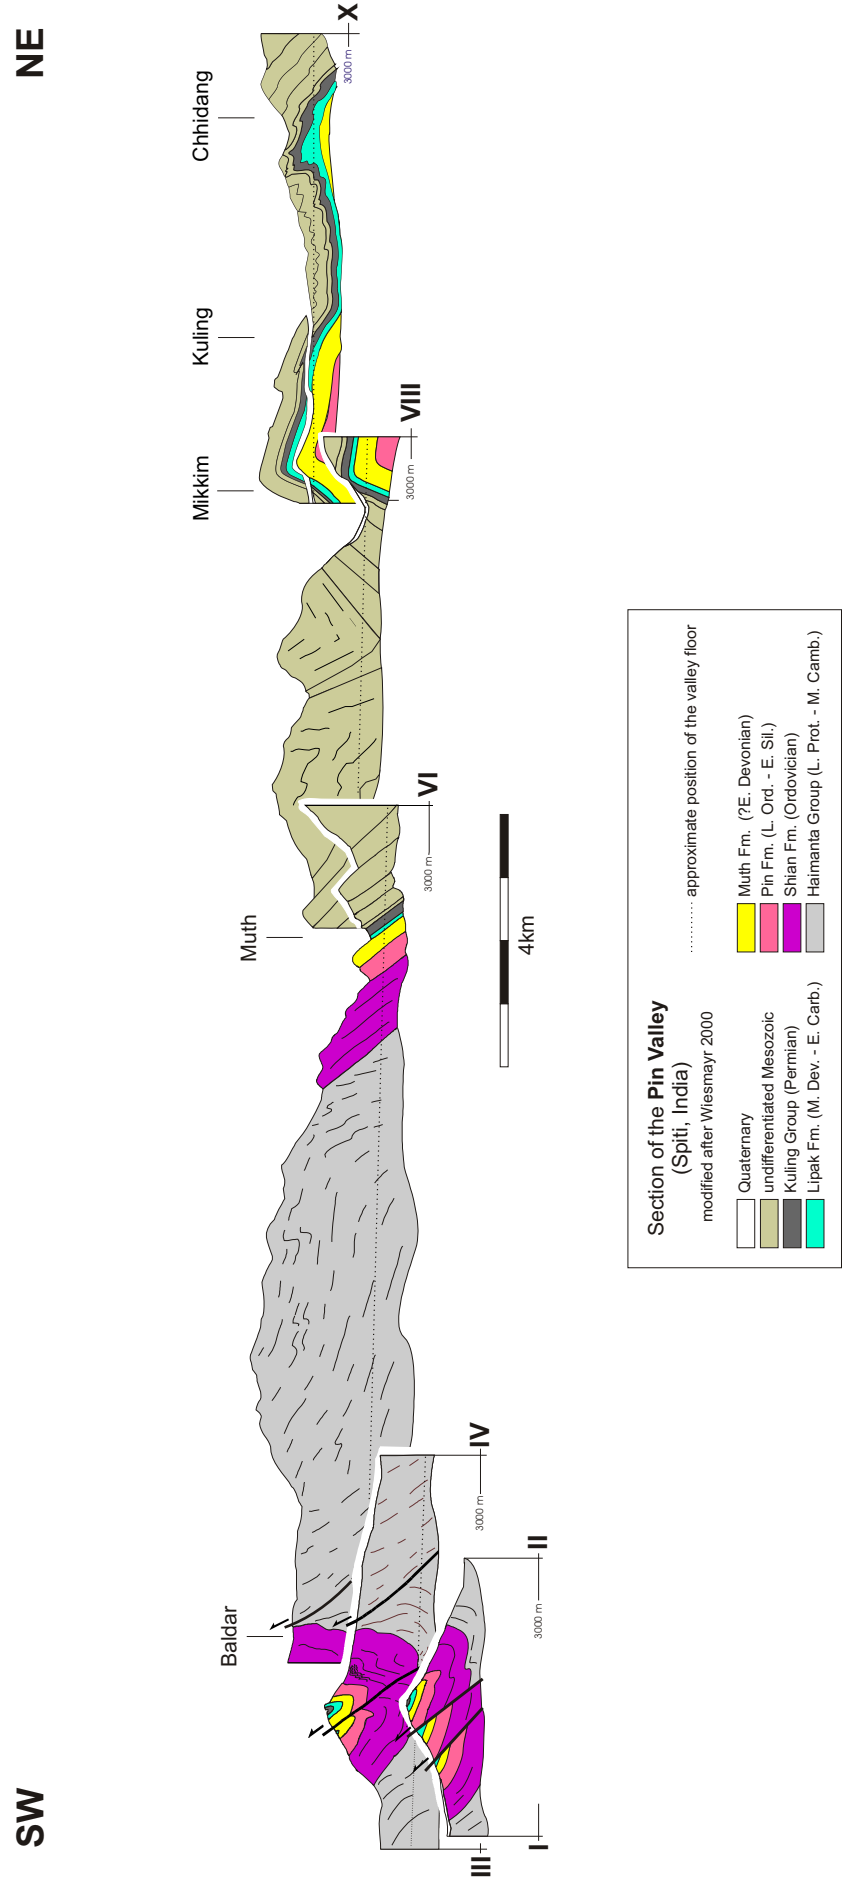 SW
NE
Baldar
Muth
Mikkim
Kuling
Chhidang
I
II
III
IV
VI
VIII
X
3000 m
3000 m
3000 m
3000 m
3000 m
4km
Section of the Pin Valley
(Spiti, India)
modified after Wiesmayr 2000
.......... approximate position of the valley floor
Quaternary
undifferentiated Mesozoic
Kuling Group (Permian)
Lipak Fm. (M. Dev. - E. Carb.)
Muth Fm. (?E. Devonian)
Pin Fm. (L. Ord. - E. Sil.)
Shian Fm. (Ordovician)
Haimanta Group (L. Prot. - M. Camb.)